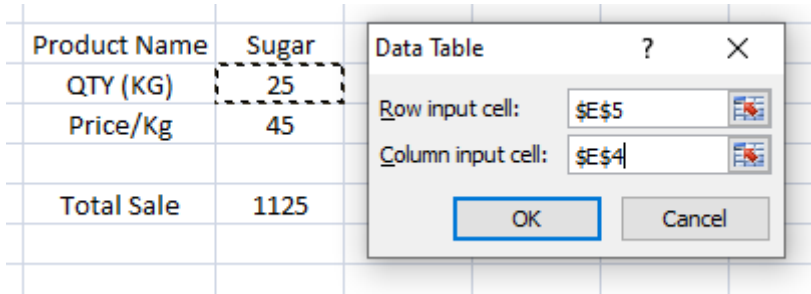 Product Name Sugar
QTY (KG) 25
Price/Kg 45
Total Sale 1125
Data Table ? X
Row input cell: $E$5
Column input cell: $E$4
OK Cancel